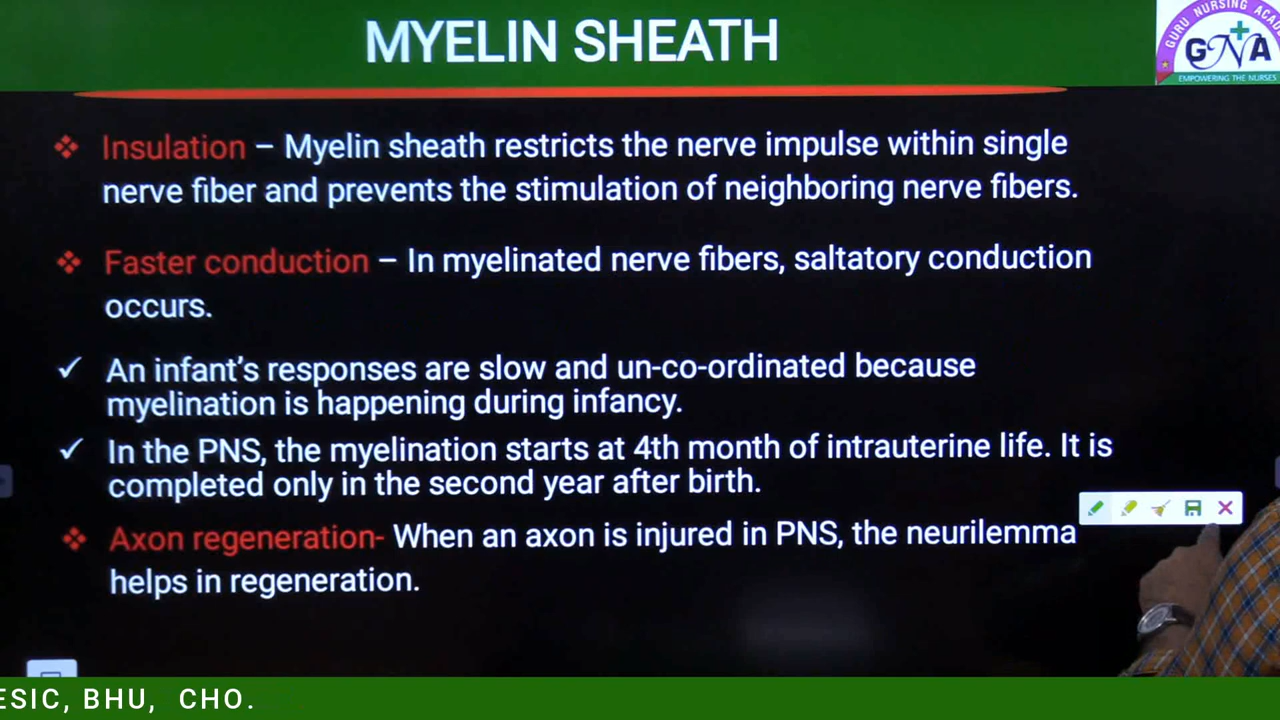 MYELIN SHEATH
GURU NURSING ACA
GNA
EMPOWERING THE NURSES
❖ Insulation – Myelin sheath restricts the nerve impulse within single
nerve fiber and prevents the stimulation of neighboring nerve fibers.
❖ Faster conduction – In myelinated nerve fibers, saltatory conduction
occurs.
✓ An infant's responses are slow and un-co-ordinated because
myelination is happening during infancy.
✓ In the PNS, the myelination starts at 4th month of intrauterine life. It is
completed only in the second year after birth.
❖ Axon regeneration- When an axon is injured in PNS, the neurilemma
helps in regeneration.
ESIC, BHU, CHO.